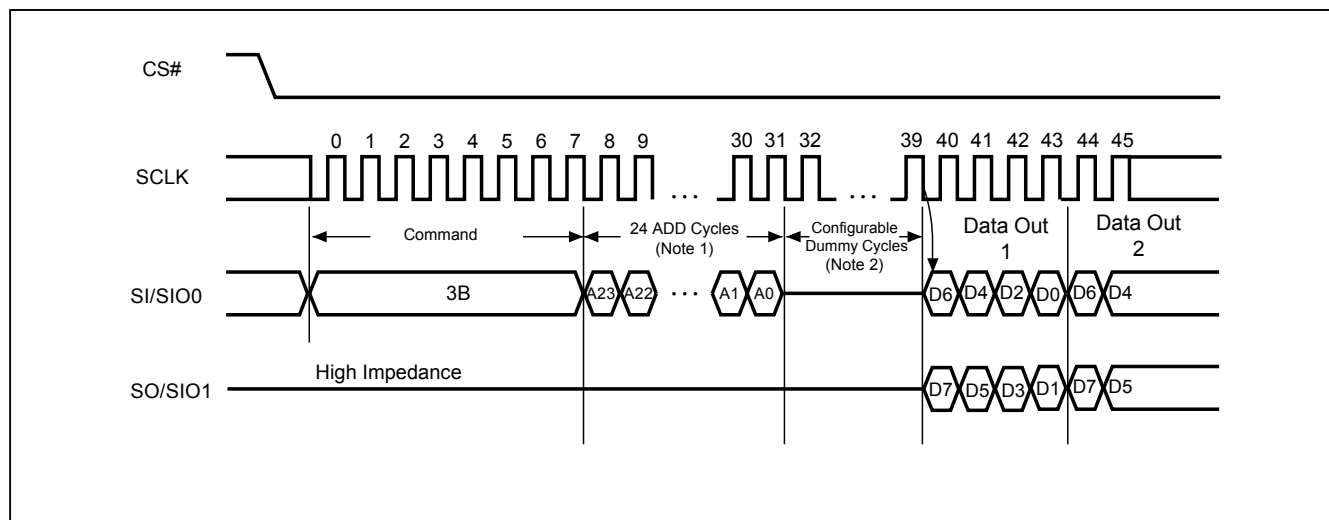 CS#
0 1 2 3 4 5 6 7 8 9 30 31 32 39 40 41 42 43 44 45
SCLK
... ...
Command
24 ADD Cycles
(Note 1)
Configurable
Dummy Cycles
(Note 2)
Data Out
1
Data Out
2
SI/SIO0
3B A23 A22 ... A1 A0 D6 D4 D2 D0 D6 D4
High Impedance
SO/SIO1
D7 D5 D3 D1 D7 D5